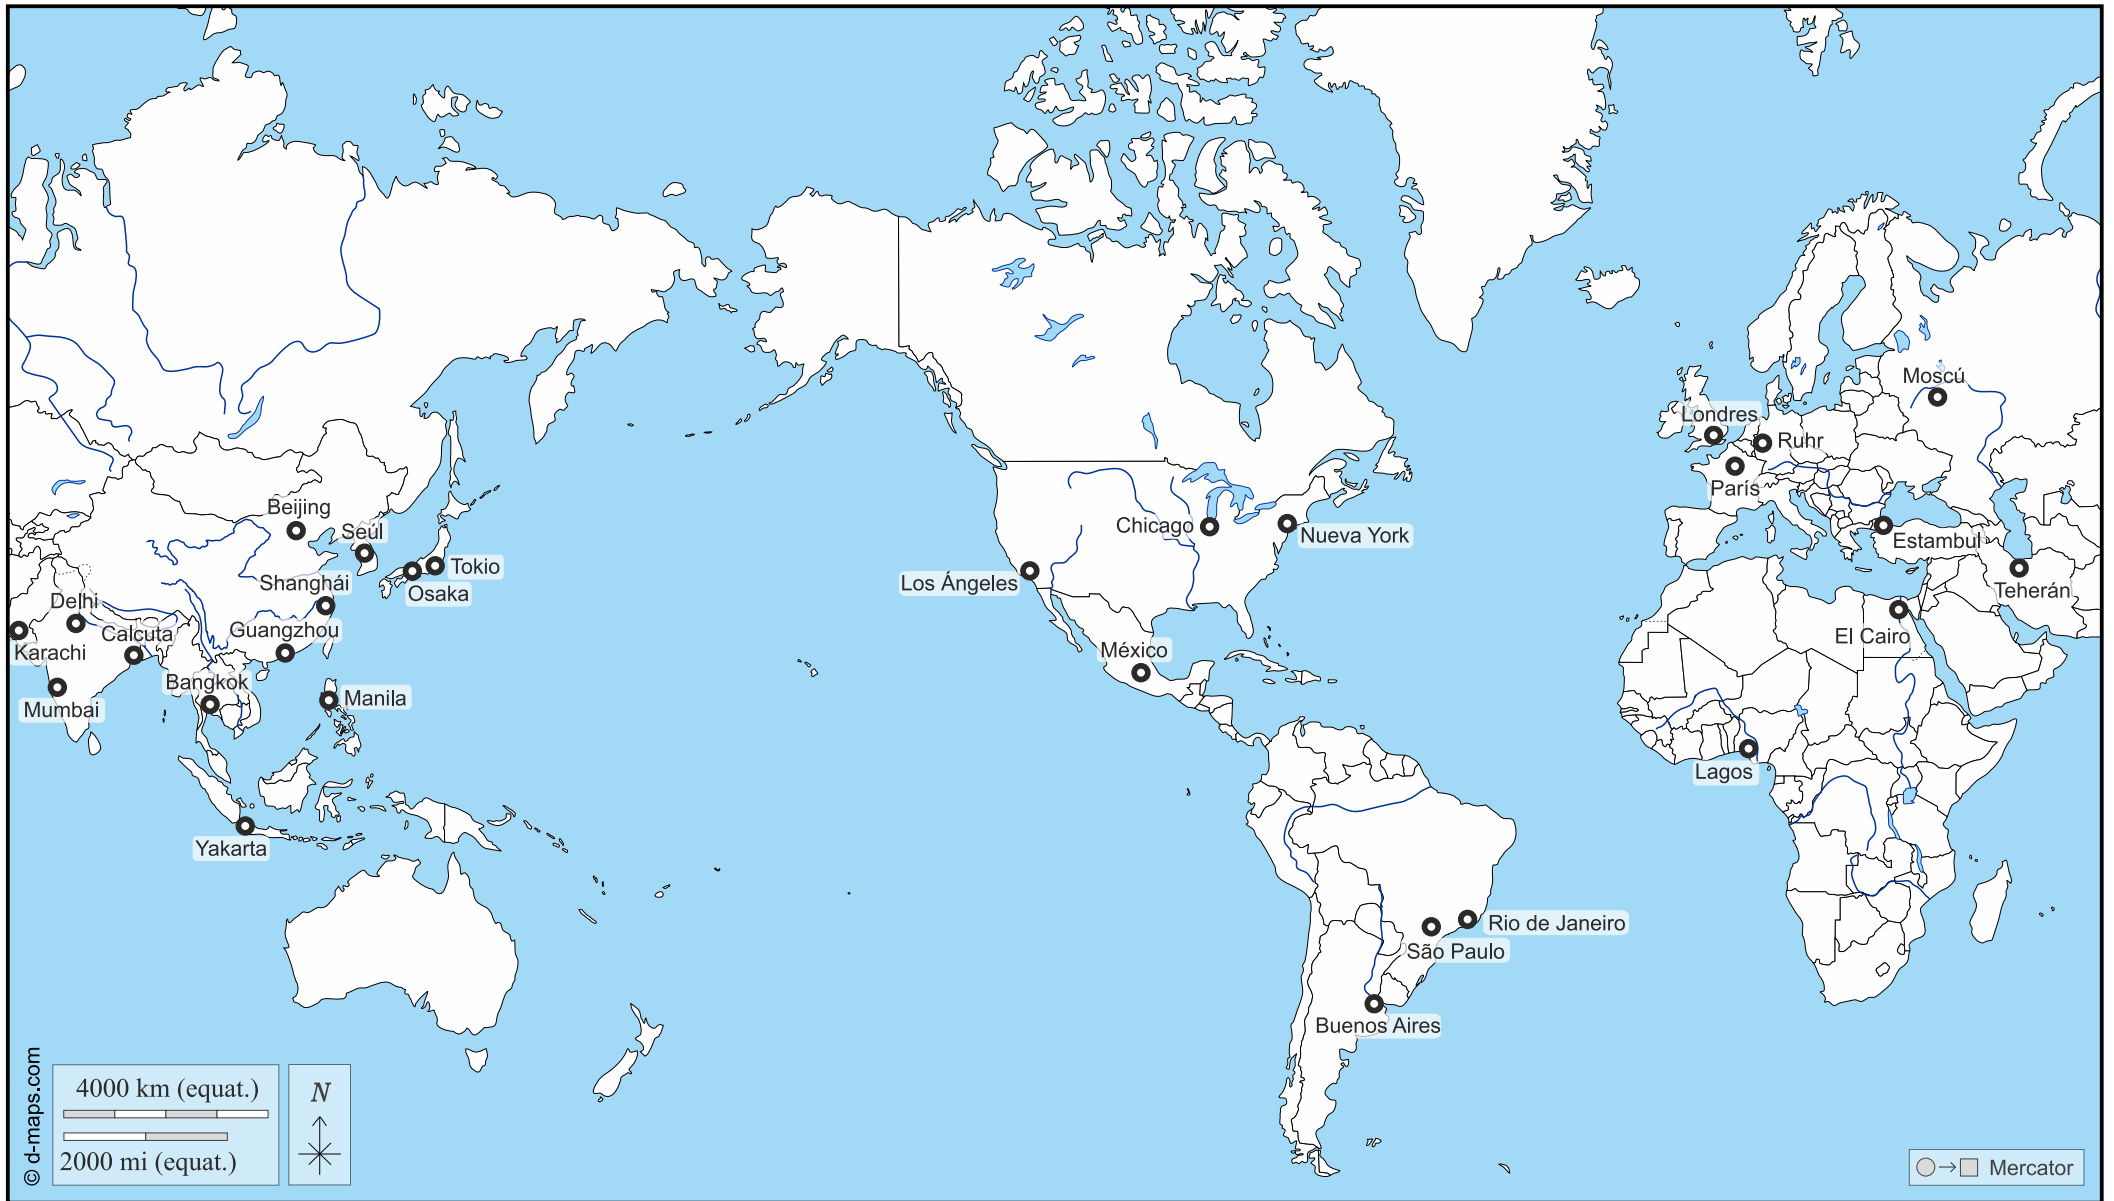 Moscú
Londres
Ruhr
París
Beijing
Seúl
Chicago
Nueva York
Estambul
Tokio
Shanghái
Los Ángeles
Osaka
Teherán
Delhi
Calcuta
Guangzhou
El Cairo
Karachi
México
Bangkok
Manila
Mumbai
Lagos
Yakarta
Rio de Janeiro
São Paulo
Buenos Aires
© d-maps.com
4000 km (equat.)
2000 mi (equat.)
N
Mercator